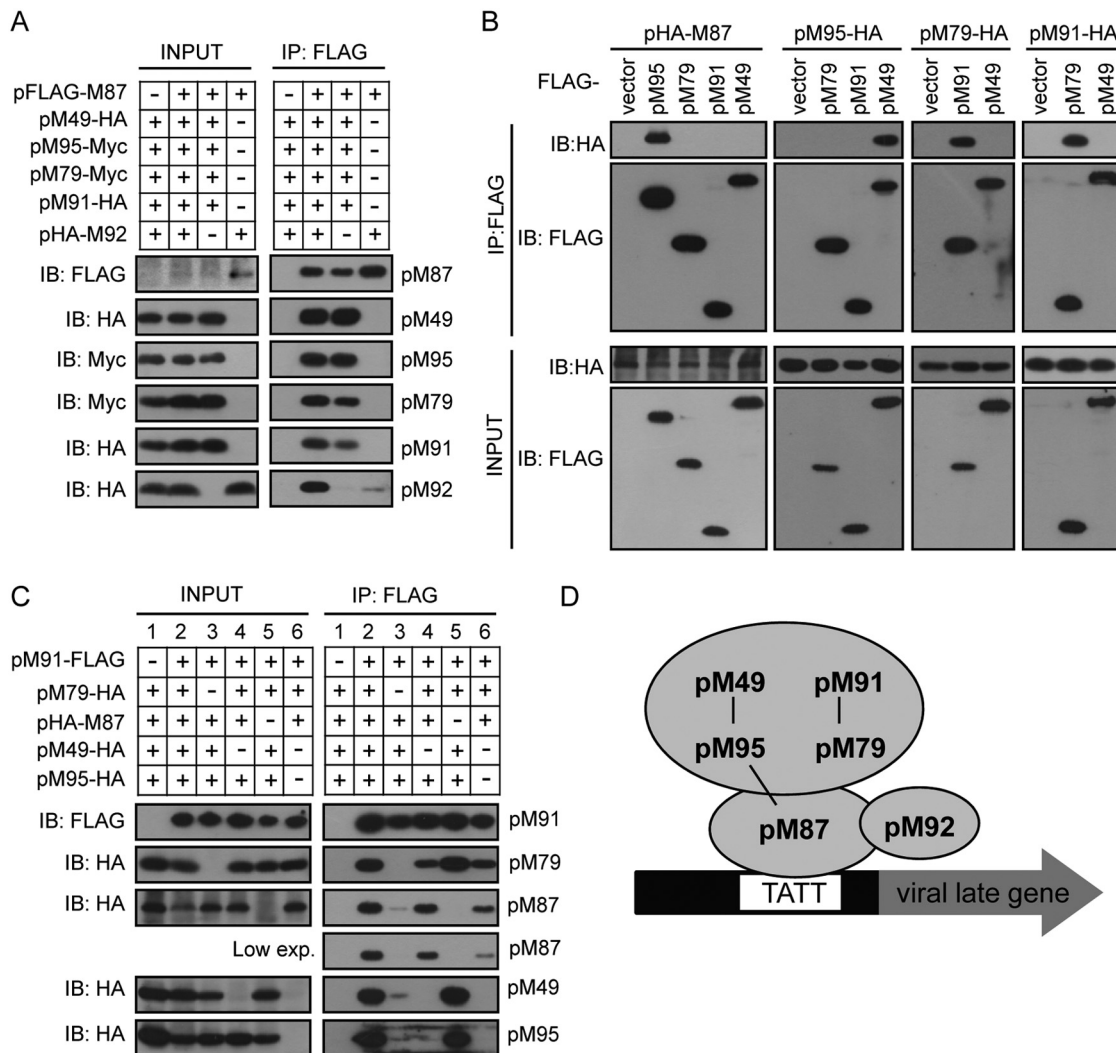 A
INPUT IP: FLAG
pFLAG-M87 - + + + - + + +
pM49-HA + + + - + + + -
pM95-Myc + + + - + + + -
pM79-Myc + + + - + + + -
pM91-HA + + + - + + + -
pHA-M92 + + - + + + - +
IB: FLAG pM87
IB: HA pM49
IB: Myc pM95
IB: Myc pM79
IB: HA pM91
IB: HA pM92
B
pHA-M87 pM95-HA pM79-HA pM91-HA
FLAG- vector pM95 pM79 pM91 pM49 vector pM79 pM91 pM49 vector pM91 pM49 vector pM79 pM49
IP:FLAG
IB:HA
IB: FLAG
INPUT
IB:HA
IB: FLAG
C
INPUT IP: FLAG
1 2 3 4 5 6 1 2 3 4 5 6
pM91-FLAG - + + + + + - + + + + +
pM79-HA + + - + + + + + - + + +
pHA-M87 + + + + - + + + + + - +
pM49-HA + + + - + + + + + - + +
pM95-HA + + + + + - + + + + + -
IB: FLAG pM91
IB: HA pM79
IB: HA pM87
Low exp. pM87
IB: HA pM49
IB: HA pM95
D
pM49 pM91
pM95 pM79
pM87 pM92
TATT viral late gene